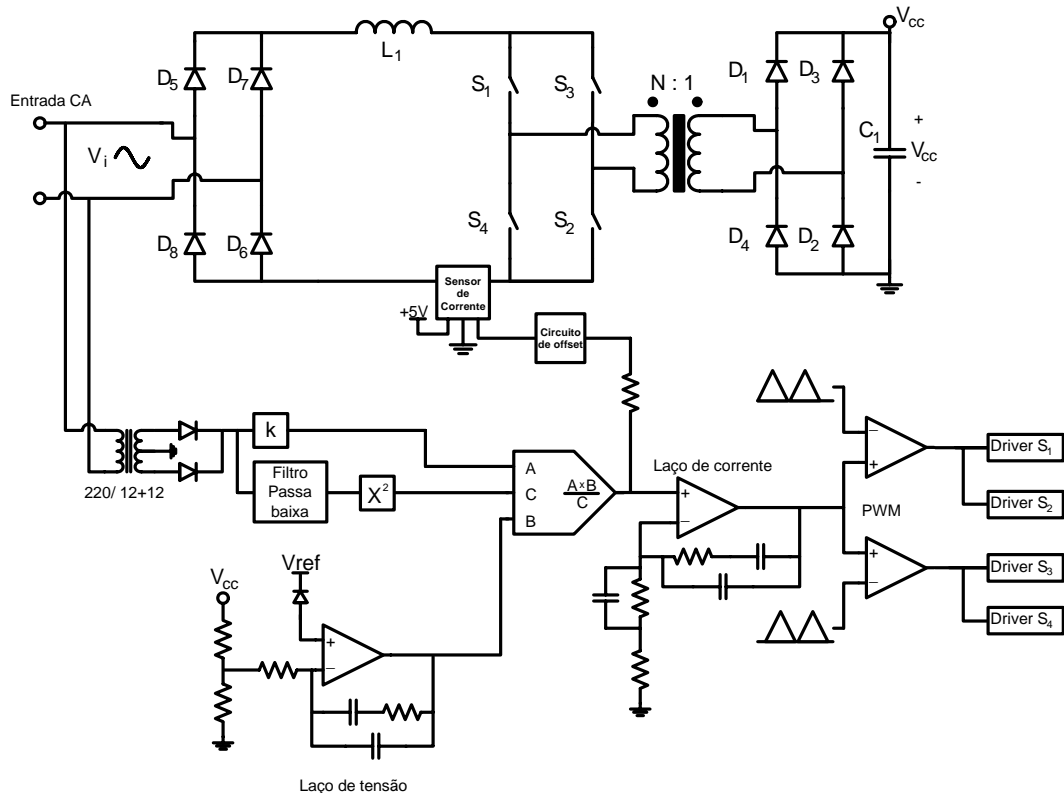 Vcc
L1
D5
D7
S1
S3
N : 1
D1
D3
Entrada CA
C1
+
Vcc
-
Vi
D8
D6
S4
S2
D4
D2
Sensor
de
Corrente
+5V
Circuito
de offset
k
220/ 12+12
Filtro
Passa
baixa
X²
A
C
B
AxB
C
Laço de corrente
+
−
PWM
−
+
+
−
Driver S1
Driver S2
Driver S3
Driver S4
Vcc
Vref
+
−
Laço de tensão